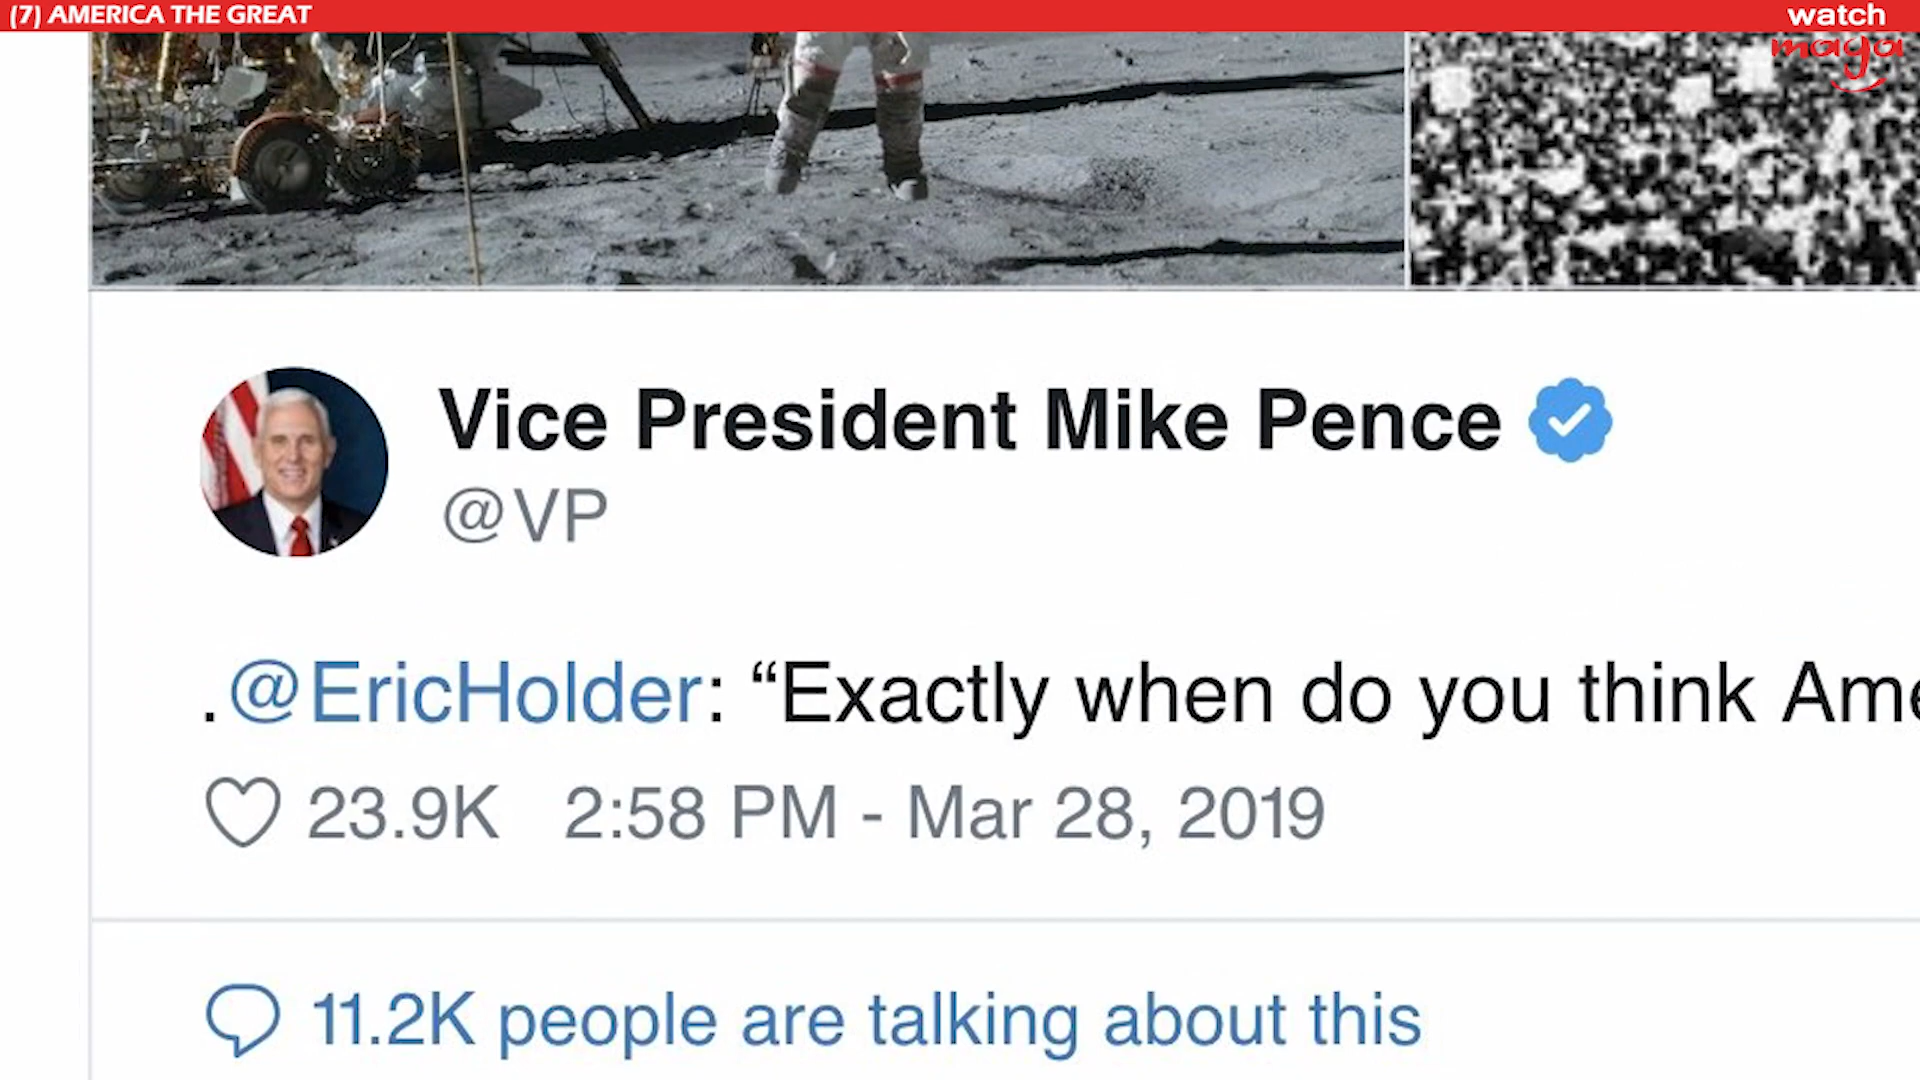 (7) AMERICA THE GREAT
watch
maga
Vice President Mike Pence
@VP
.@EricHolder: “Exactly when do you think Ame
23.9K 2:58 PM - Mar 28, 2019
11.2K people are talking about this